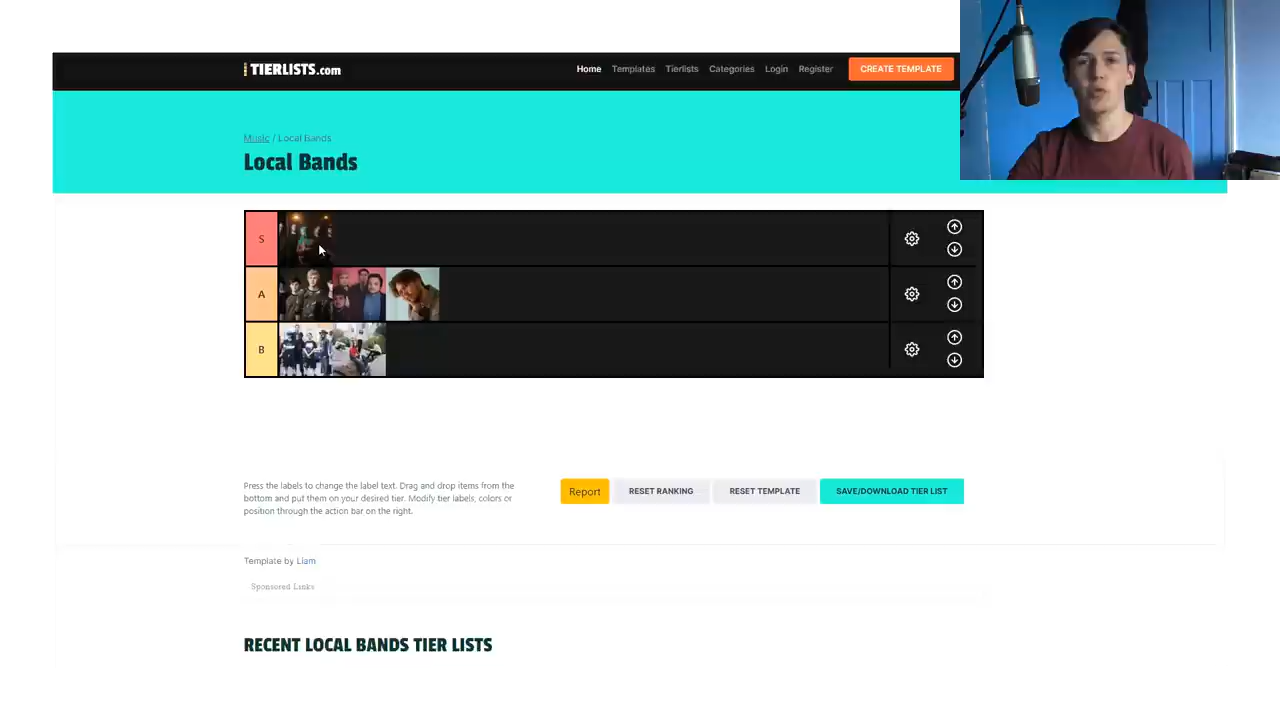 TIERLISTS.com
Home Templates Tierlists Categories Login Register CREATE TEMPLATE
Music / Local Bands
Local Bands
S
A
B
Press the labels to change the label text. Drag and drop items from the
bottom and put them on your desired tier. Modify tier labels, colors or
position through the action bar on the right.
Report RESET RANKING RESET TEMPLATE SAVE/DOWNLOAD TIER LIST
Template by Liam
Sponsored Links
RECENT LOCAL BANDS TIER LISTS